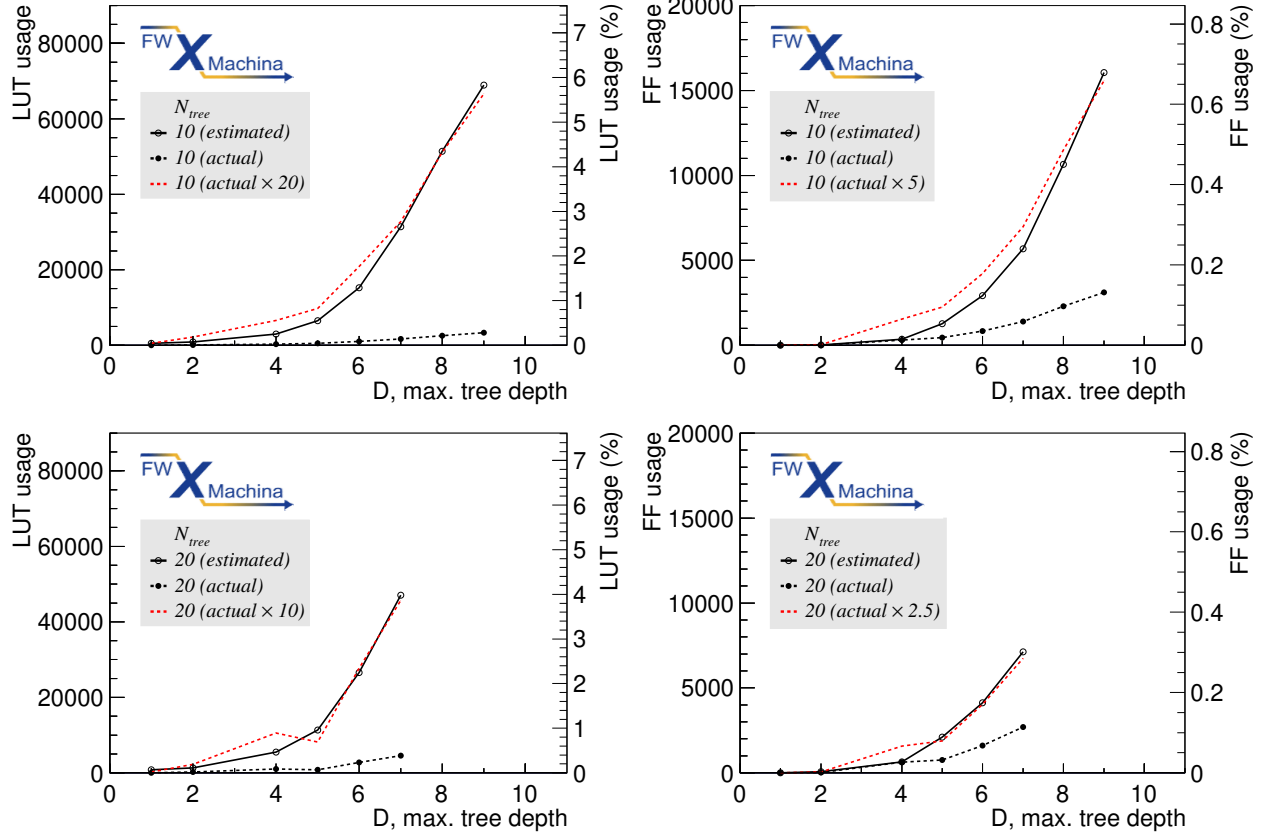 LUT usage
80000
60000
40000
20000
0
FW
X
Machina
N_tree
10 (estimated)
10 (actual)
10 (actual × 20)
7
6
5
4
3
2
1
0
LUT usage (%)
0 2 4 6 8 10
D, max. tree depth
FF usage
20000
15000
10000
5000
0
FW
X
Machina
N_tree
10 (estimated)
10 (actual)
10 (actual × 5)
0.8
0.6
0.4
0.2
0
FF usage (%)
0 2 4 6 8 10
D, max. tree depth
LUT usage
80000
60000
40000
20000
0
FW
X
Machina
N_tree
20 (estimated)
20 (actual)
20 (actual × 10)
7
6
5
4
3
2
1
0
LUT usage (%)
0 2 4 6 8 10
D, max. tree depth
FF usage
20000
15000
10000
5000
0
FW
X
Machina
N_tree
20 (estimated)
20 (actual)
20 (actual × 2.5)
0.8
0.6
0.4
0.2
0
FF usage (%)
0 2 4 6 8 10
D, max. tree depth